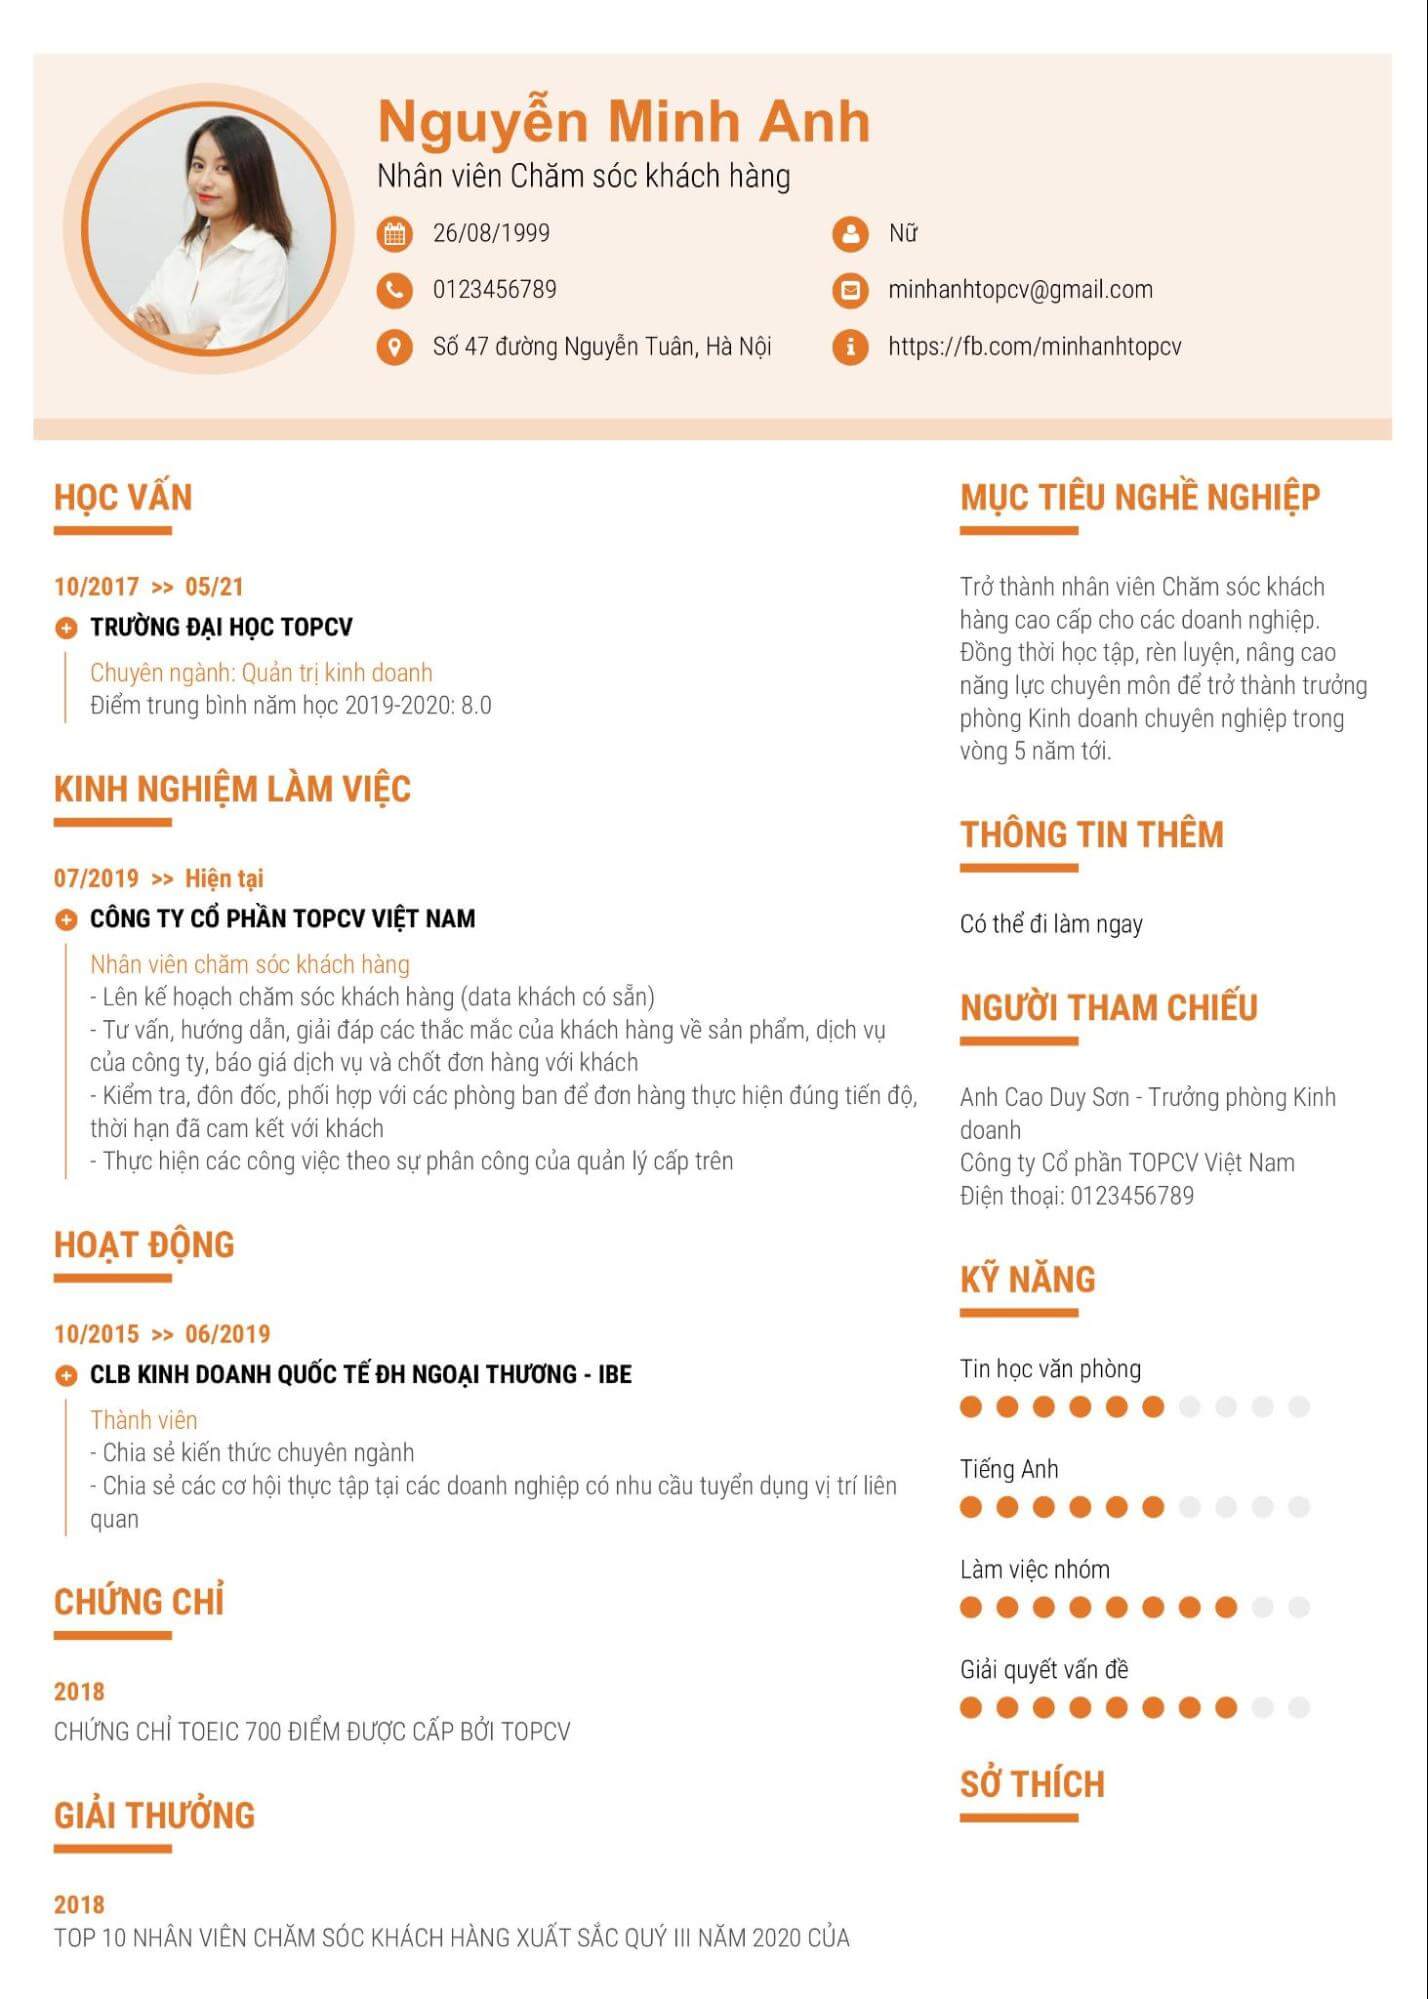 Nguyễn Minh Anh
Nhân viên Chăm sóc khách hàng
26/08/1999
Nữ
0123456789
minhanhtopcv@gmail.com
Số 47 đường Nguyễn Tuân, Hà Nội
https://fb.com/minhanhtopcv
HỌC VẤN
10/2017 >> 05/21
TRƯỜNG ĐẠI HỌC TOPCV
Chuyên ngành: Quản trị kinh doanh
Điểm trung bình năm học 2019-2020: 8.0
KINH NGHIỆM LÀM VIỆC
07/2019 >> Hiện tại
CÔNG TY CỔ PHẦN TOPCV VIỆT NAM
Nhân viên chăm sóc khách hàng
- Lên kế hoạch chăm sóc khách hàng (data khách có sẵn)
- Tư vấn, hướng dẫn, giải đáp các thắc mắc của khách hàng về sản phẩm, dịch vụ
của công ty, báo giá dịch vụ và chốt đơn hàng với khách
- Kiểm tra, đôn đốc, phối hợp với các phòng ban để đơn hàng thực hiện đúng tiến độ,
thời hạn đã cam kết với khách
- Thực hiện các công việc theo sự phân công của quản lý cấp trên
HOẠT ĐỘNG
10/2015 >> 06/2019
CLB KINH DOANH QUỐC TẾ ĐH NGOẠI THƯƠNG - IBE
Thành viên
- Chia sẻ kiến thức chuyên ngành
- Chia sẻ các cơ hội thực tập tại các doanh nghiệp có nhu cầu tuyển dụng vị trí liên
quan
CHỨNG CHỈ
2018
CHỨNG CHỈ TOEIC 700 ĐIỂM ĐƯỢC CẤP BỞI TOPCV
GIẢI THƯỞNG
2018
TOP 10 NHÂN VIÊN CHĂM SÓC KHÁCH HÀNG XUẤT SẮC QUÝ III NĂM 2020 CỦA
MỤC TIÊU NGHỀ NGHIỆP
Trở thành nhân viên Chăm sóc khách
hàng cao cấp cho các doanh nghiệp.
Đồng thời học tập, rèn luyện, nâng cao
năng lực chuyên môn để trở thành trưởng
phòng Kinh doanh chuyên nghiệp trong
vòng 5 năm tới.
THÔNG TIN THÊM
Có thể đi làm ngay
NGƯỜI THAM CHIẾU
Anh Cao Duy Sơn - Trưởng phòng Kinh
doanh
Công ty Cổ phần TOPCV Việt Nam
Điện thoại: 0123456789
KỸ NĂNG
Tin học văn phòng
Tiếng Anh
Làm việc nhóm
Giải quyết vấn đề
SỞ THÍCH